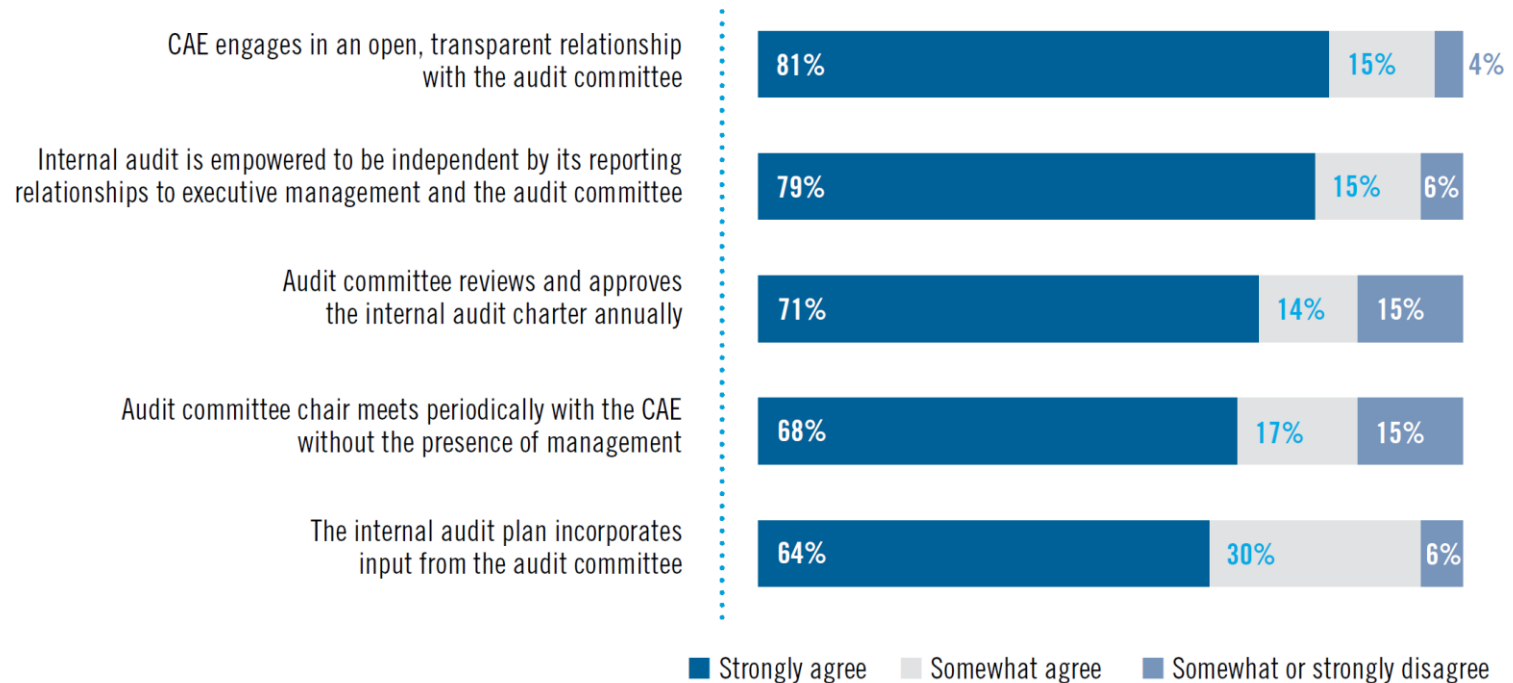 CAE engages in an open, transparent relationship
with the audit committee
81%
15%
4%
Internal audit is empowered to be independent by its reporting
relationships to executive management and the audit committee
79%
15%
6%
Audit committee reviews and approves
the internal audit charter annually
71%
14%
15%
Audit committee chair meets periodically with the CAE
without the presence of management
68%
17%
15%
The internal audit plan incorporates
input from the audit committee
64%
30%
6%
Strongly agree
Somewhat agree
Somewhat or strongly disagree